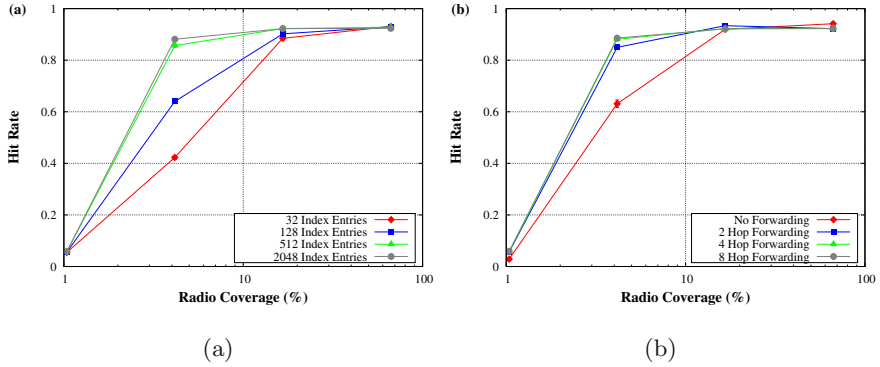 (a)
1
0.8
0.6
0.4
0.2
0
Hit Rate
32 Index Entries
128 Index Entries
512 Index Entries
2048 Index Entries
1 10 100
Radio Coverage (%)
(a)
(b)
1
0.8
0.6
0.4
0.2
0
Hit Rate
No Forwarding
2 Hop Forwarding
4 Hop Forwarding
8 Hop Forwarding
1 10 100
Radio Coverage (%)
(b)